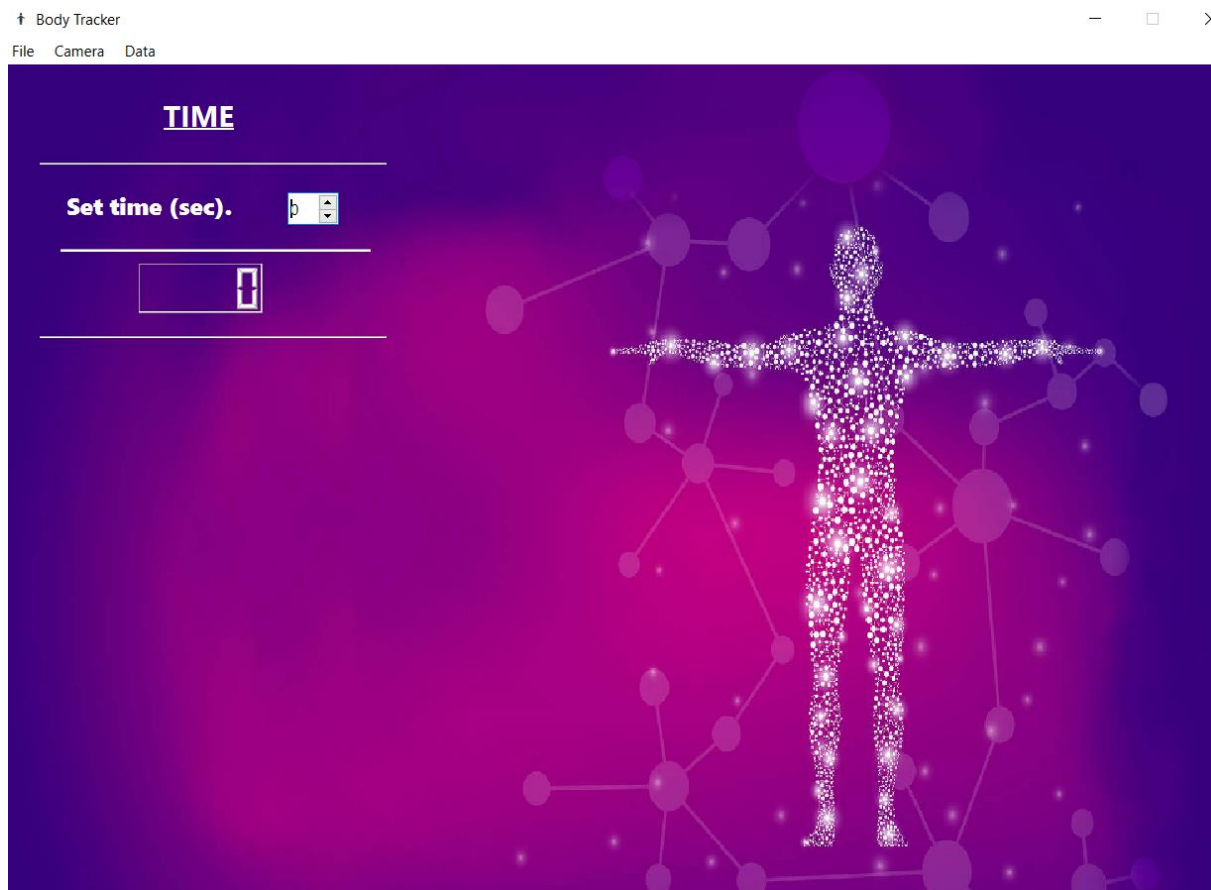 Body Tracker
File Camera Data
TIME
Set time (sec). 0
0